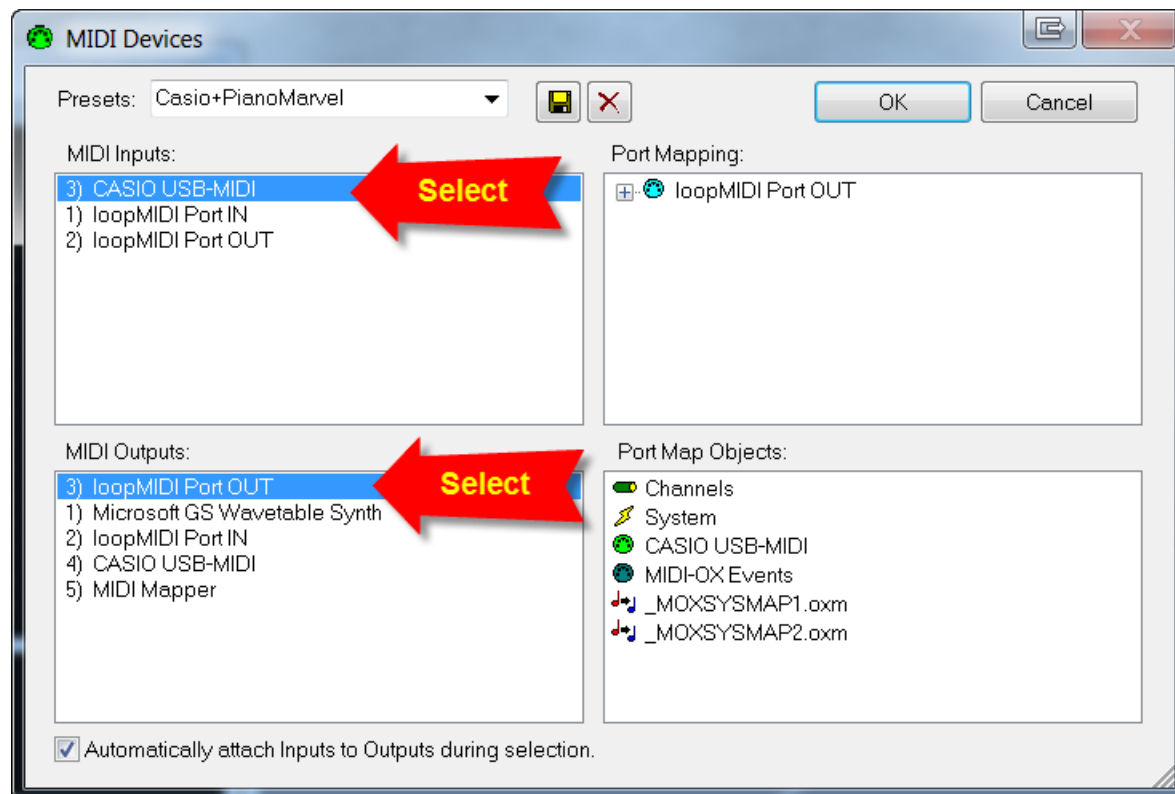 MIDI Devices
Presets: Casio+PianoMarvel
OK
Cancel
MIDI Inputs:
3) CASIO USB-MIDI
1) loopMIDI Port IN
2) loopMIDI Port OUT
Select
Port Mapping:
loopMIDI Port OUT
MIDI Outputs:
3) loopMIDI Port OUT
1) Microsoft GS Wavetable Synth
2) loopMIDI Port IN
4) CASIO USB-MIDI
5) MIDI Mapper
Select
Port Map Objects:
Channels
System
CASIO USB-MIDI
MIDI-OX Events
_MOXSYSMAP1.oxm
_MOXSYSMAP2.oxm
Automatically attach Inputs to Outputs during selection.